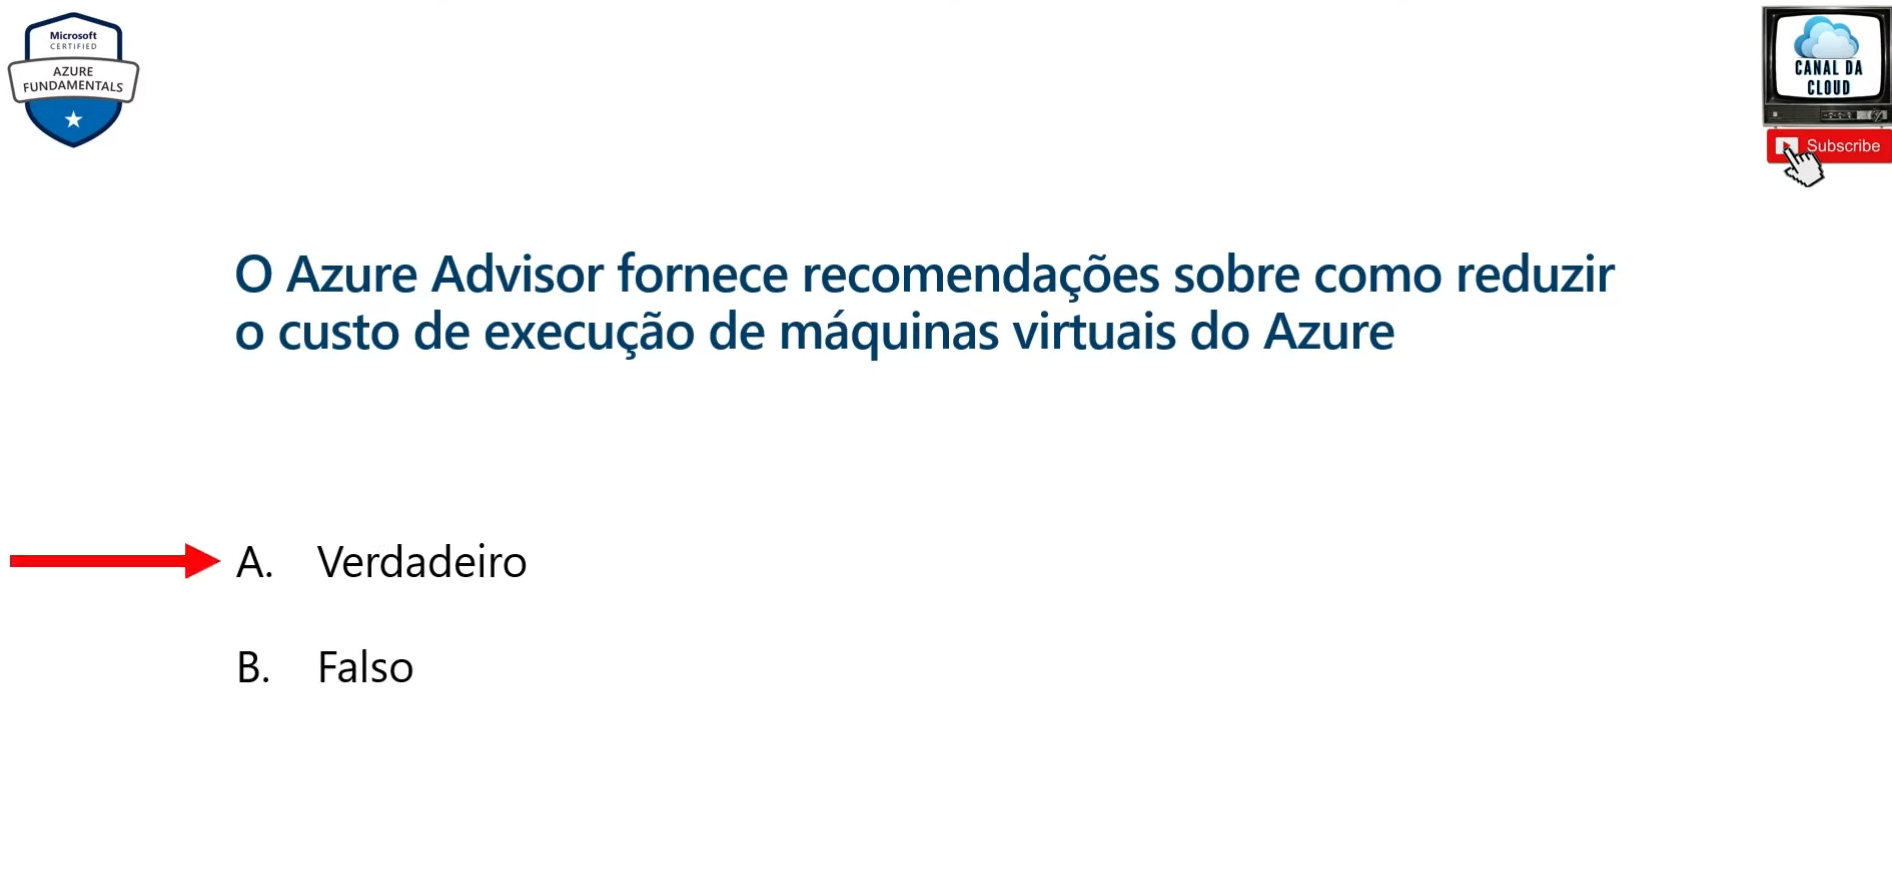 Microsoft
CERTIFIED
AZURE
FUNDAMENTALS
CANAL DA
CLOUD
Subscribe
O Azure Advisor fornece recomendações sobre como reduzir
o custo de execução de máquinas virtuais do Azure
A. Verdadeiro
B. Falso